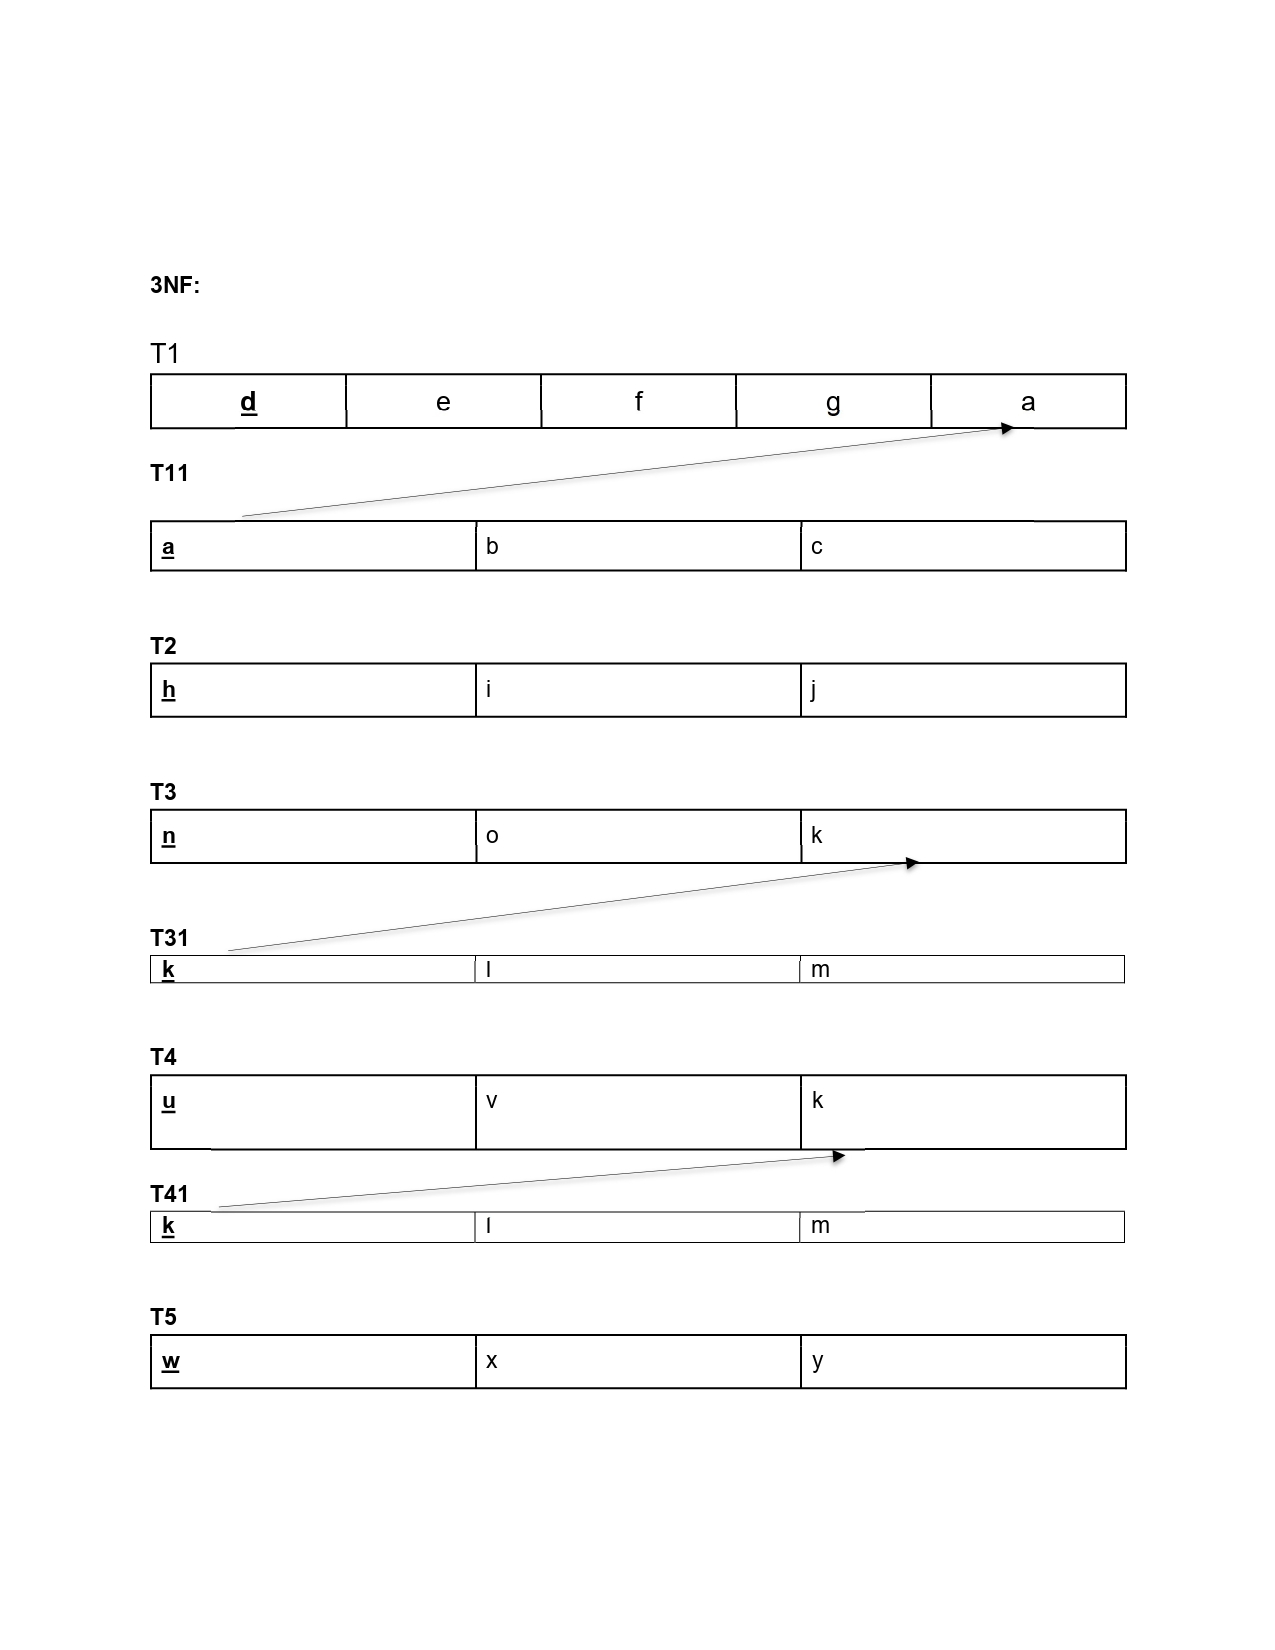 3NF:
T1
d e f g a
T11
a b c
T2
h i j
T3
n o k
T31
k l m
T4
u v k
T41
k l m
T5
w x y